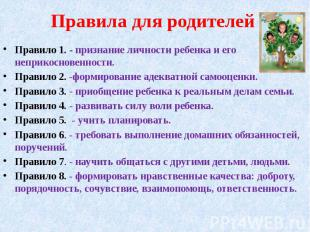 Правила для родителей
• Правило 1. - признание личности ребенка и его
неприкосновенности.
• Правило 2. -формирование адекватной самооценки.
• Правило 3. - приобщение ребенка к реальным делам семьи.
• Правило 4. - развивать силу воли ребенка.
• Правило 5.  - учить планировать.
• Правило 6. - требовать выполнение домашних обязанностей,
поручений.
• Правило 7. - научить общаться с другими детьми, людьми.
• Правило 8. - формировать нравственные качества: доброту,
порядочность, сочувствие, взаимопомощь, ответственность.
PPt4WEB.ru